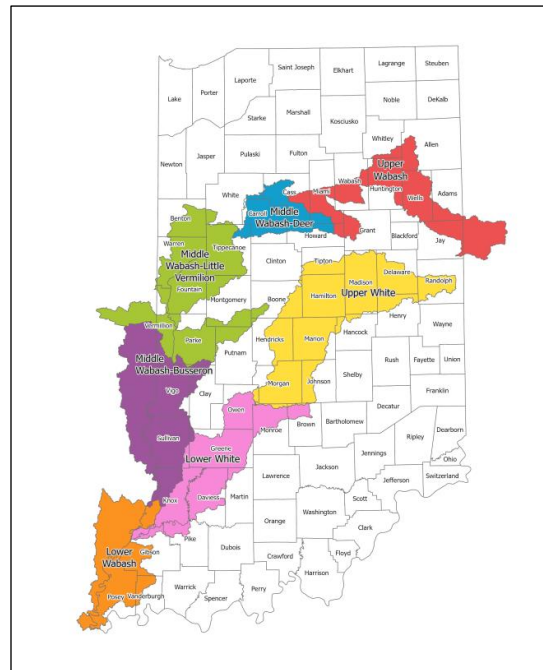 Steuben
Lagrange
Elkhart
Saint Joseph
Laporte
Porter
Lake
Noble
DeKalb
Starke
Marshall
Kosciusko
Whitley
Allen
Newton
Jasper
Pulaski
Fulton
Upper
Wabash
Cass
Miami
Wabash
Huntington
Wells
Adams
White
Carroll
Middle
Wabash-Deer
Benton
Howard
Grant
Blackford
Jay
Warren
Tippecanoe
Middle
Wabash-Little
Vermilion
Clinton
Tipton
Madison
Delaware
Randolph
Fountain
Montgomery
Boone
Hamilton
Upper White
Henry
Vermillion
Parke
Putnam
Hendricks
Marion
Hancock
Wayne
Middle
Wabash-Busseron
Rush
Fayette
Union
Vigo
Clay
Morgan
Johnson
Shelby
Franklin
Owen
Monroe
Brown
Bartholomew
Decatur
Dearborn
Ripley
Ohio
Sullivan
Greene
Lower White
Jennings
Switzerland
Jefferson
Lawrence
Jackson
Knox
Daviess
Martin
Scott
Washington
Orange
Clark
Pike
Lower
Wabash
Gibson
Dubois
Crawford
Floyd
Harrison
Posey
Vanderburgh
Warrick
Spencer
Perry